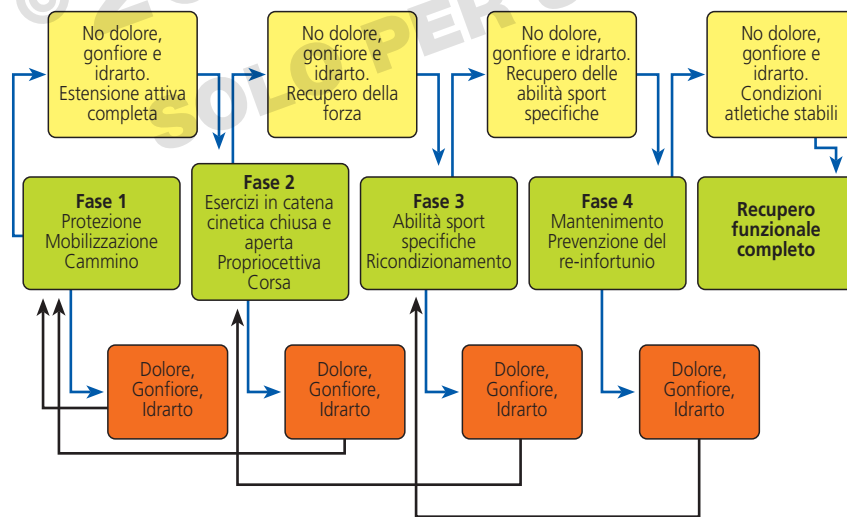 © 20
SOLO PER
No dolore,
gonfiore e
idrarto.
Estensione attiva
completa
No dolore,
gonfiore e
idrarto.
Recupero della
forza
No dolore,
gonfiore e idrarto.
Recupero delle
abilità sport
specifiche
No dolore,
gonfiore e
idrarto.
Condizioni
atletiche stabili
Fase 1
Protezione
Mobilizzazione
Cammino
Fase 2
Esercizi in catena
cinetica chiusa e
aperta
Propriocettiva
Corsa
Fase 3
Abilità sport
specifiche
Ricondizionamento
Fase 4
Mantenimento
Prevenzione del
re-infortunio
Recupero
funzionale
completo
Dolore,
Gonfiore,
Idrarto
Dolore,
Gonfiore,
Idrarto
Dolore,
Gonfiore,
Idrarto
Dolore,
Gonfiore,
Idrarto